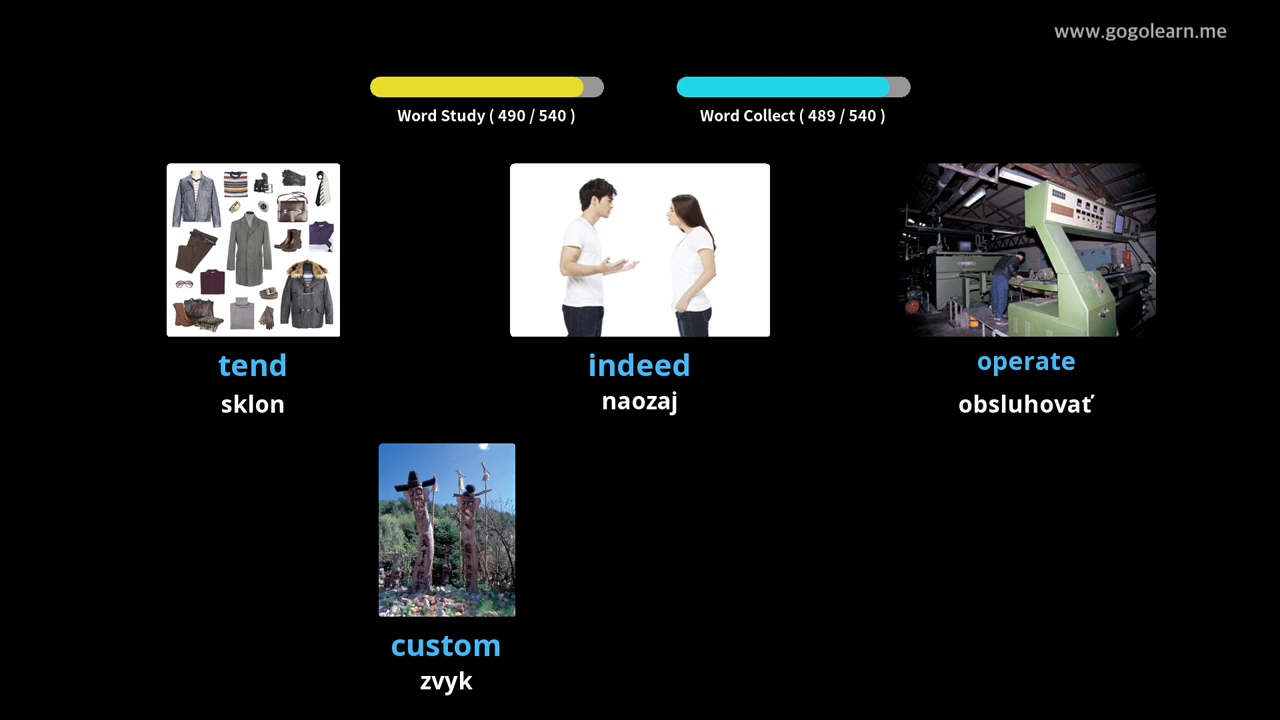 www.gogolearn.me
Word Study ( 490 / 540 )
Word Collect ( 489 / 540 )
tend
sklon
indeed
naozaj
operate
obsluhovať
custom
zvyk